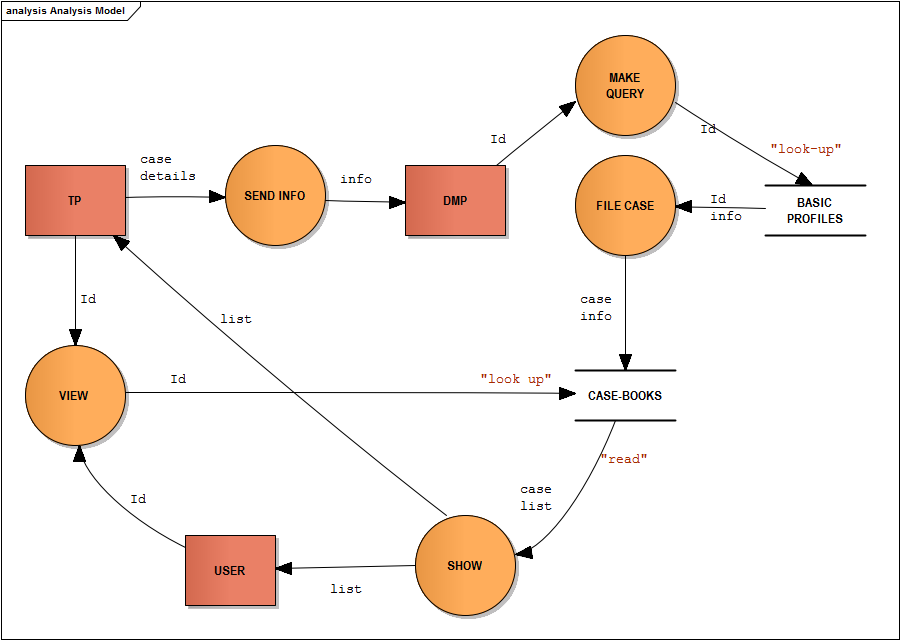 analysis Analysis Model
MAKE
QUERY
Id
Id
"look-up"
case
details
TP
SEND INFO
info
DMP
FILE CASE
Id
info
BASIC
PROFILES
Id
list
case
info
VIEW
Id
"look up"
CASE-BOOKS
"read"
case
list
Id
USER
list
SHOW